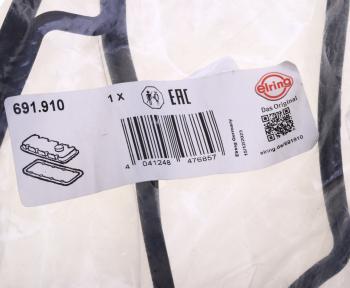 691.910
1 X
EAC
elring
Das Original
4 041248 476857
Elring Germany
elring.de/691910